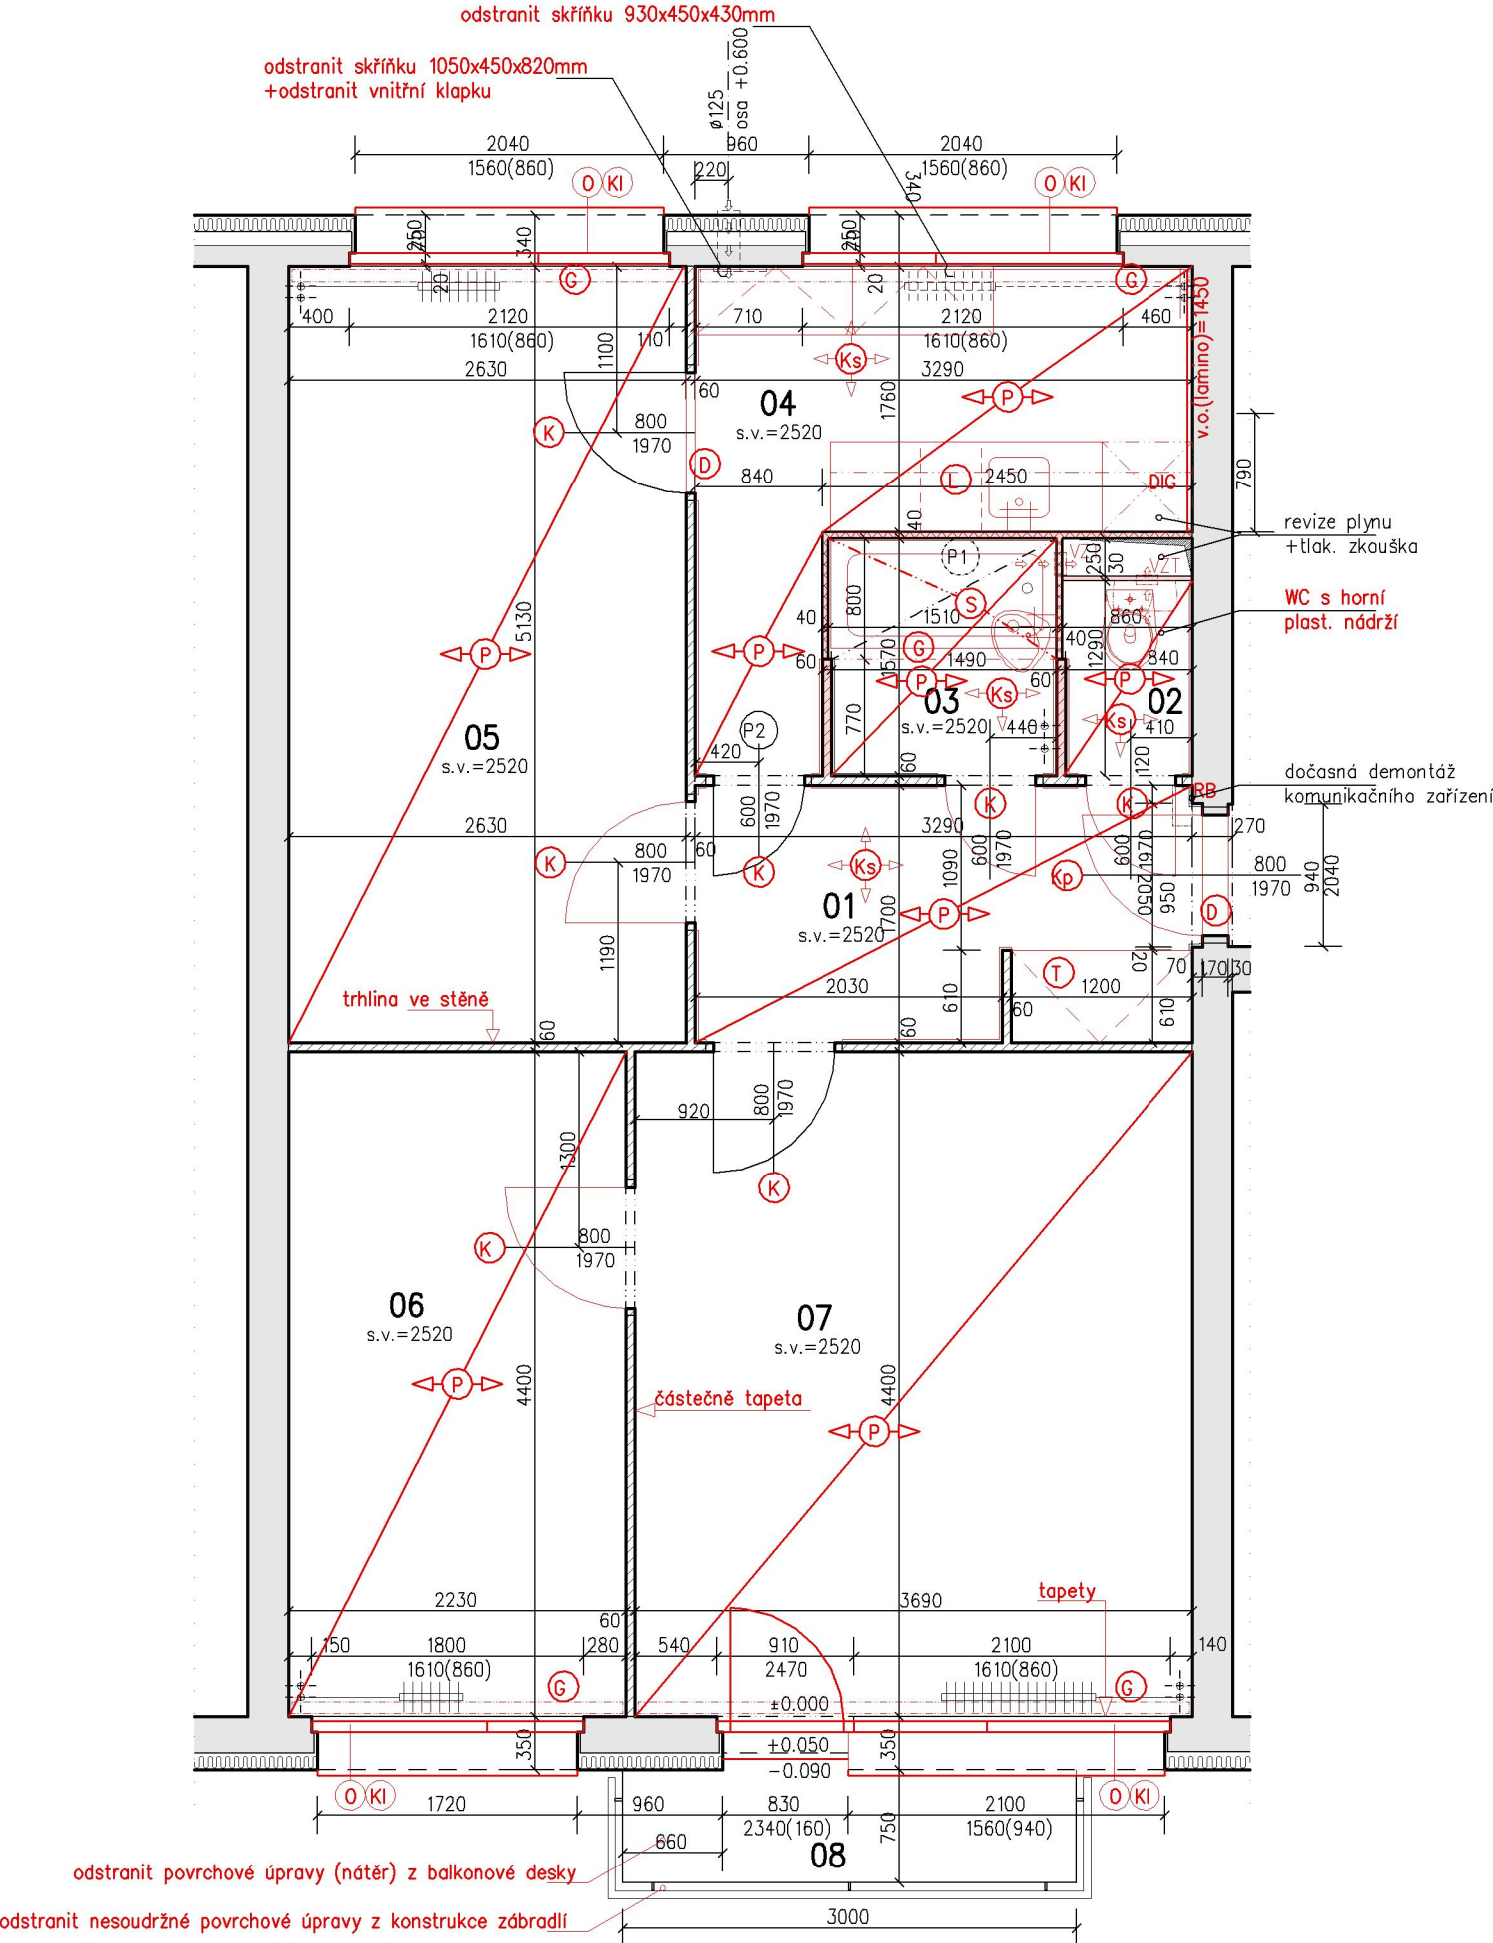 odstranit skříňku 930x450x430mm
odstranit skříňku 1050x450x820mm
+odstranit vnitřní klapku
ø125
osa +0.600
2040
1560(860)
960
2040
1560(860)
220
O KI
O KI
340
250
340
250
G
G
20
20
400
2120
1610(860)
110
1100
710
2120
1610(860)
460
v.o.(lamino)=1450
2630
60
3290
Ks
P
1760
04
s.v.=2520
K
800
1970
D
840
L
2450
DIG
790
40
revize plynu
+tlak. zkouška
P1
VZT
250
30
800
S
1510
40
860
WC s horní
plast. nádrží
40
1290
5130
P
P
60
G
1570
1490
60
840
P
P
03
s.v.=2520
Ks
02
Ks
05
s.v.=2520
P2
770
440
410
420
60
120
dočasná demontáž
komunikačního zařízení
RB
K
K
600
1970
2630
60
3290
270
800
1970
K
K
Ks
1090
600
1970
600
1970
2050
950
Kp
800
1970
940
2040
01
s.v.=2520
1700
P
D
1190
T
20
70
170
30
trhlina ve stěně
2030
610
60
1200
610
60
60
920
800
1970
1300
K
K
800
1970
06
s.v.=2520
07
s.v.=2520
P
4400
4400
částečně tapeta
P
2230
60
3690
tapety
150
1800
1610(860)
280
540
910
2470
2100
1610(860)
140
G
G
±0.000
350
+0.050
-0.090
350
O KI
O KI
1720
960
830
2340(160)
2100
1560(940)
750
660
08
odstranit povrchové úpravy (nátěr) z balkonové desky
odstranit nesoudržné povrchové úpravy z konstrukce zábradlí
3000